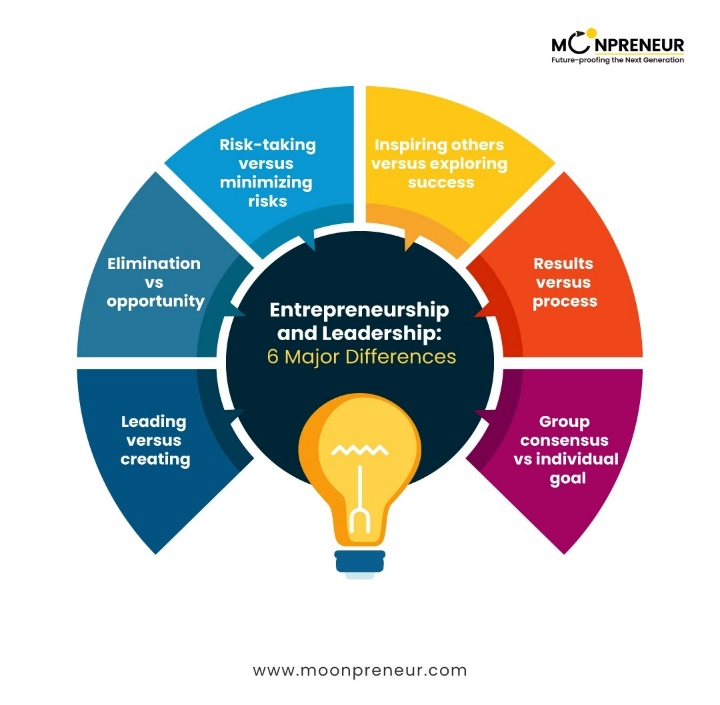 MOONPRENEUR
Future-proofing the Next Generation
Risk-taking
versus
minimizing
risks
Inspiring others
versus exploring
success
Elimination
vs
opportunity
Results
versus
process
Entrepreneurship
and Leadership:
6 Major Differences
Leading
versus
creating
Group
consensus
vs individual
goal
www.moonpreneur.com